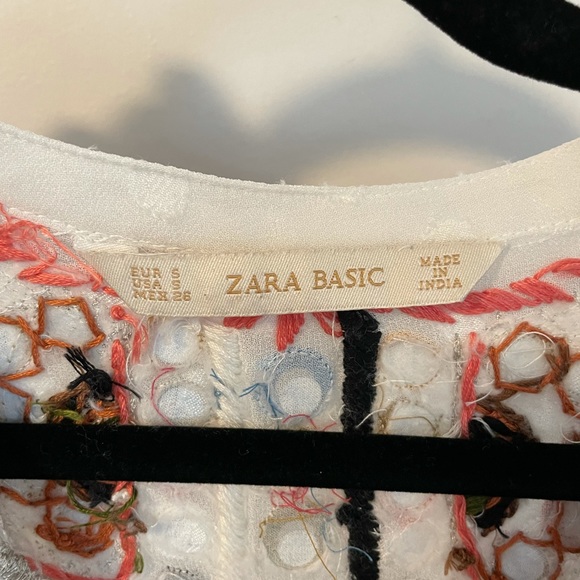 EUR S
USA S
MEX 26
ZARA BASIC
MADE
IN
INDIA